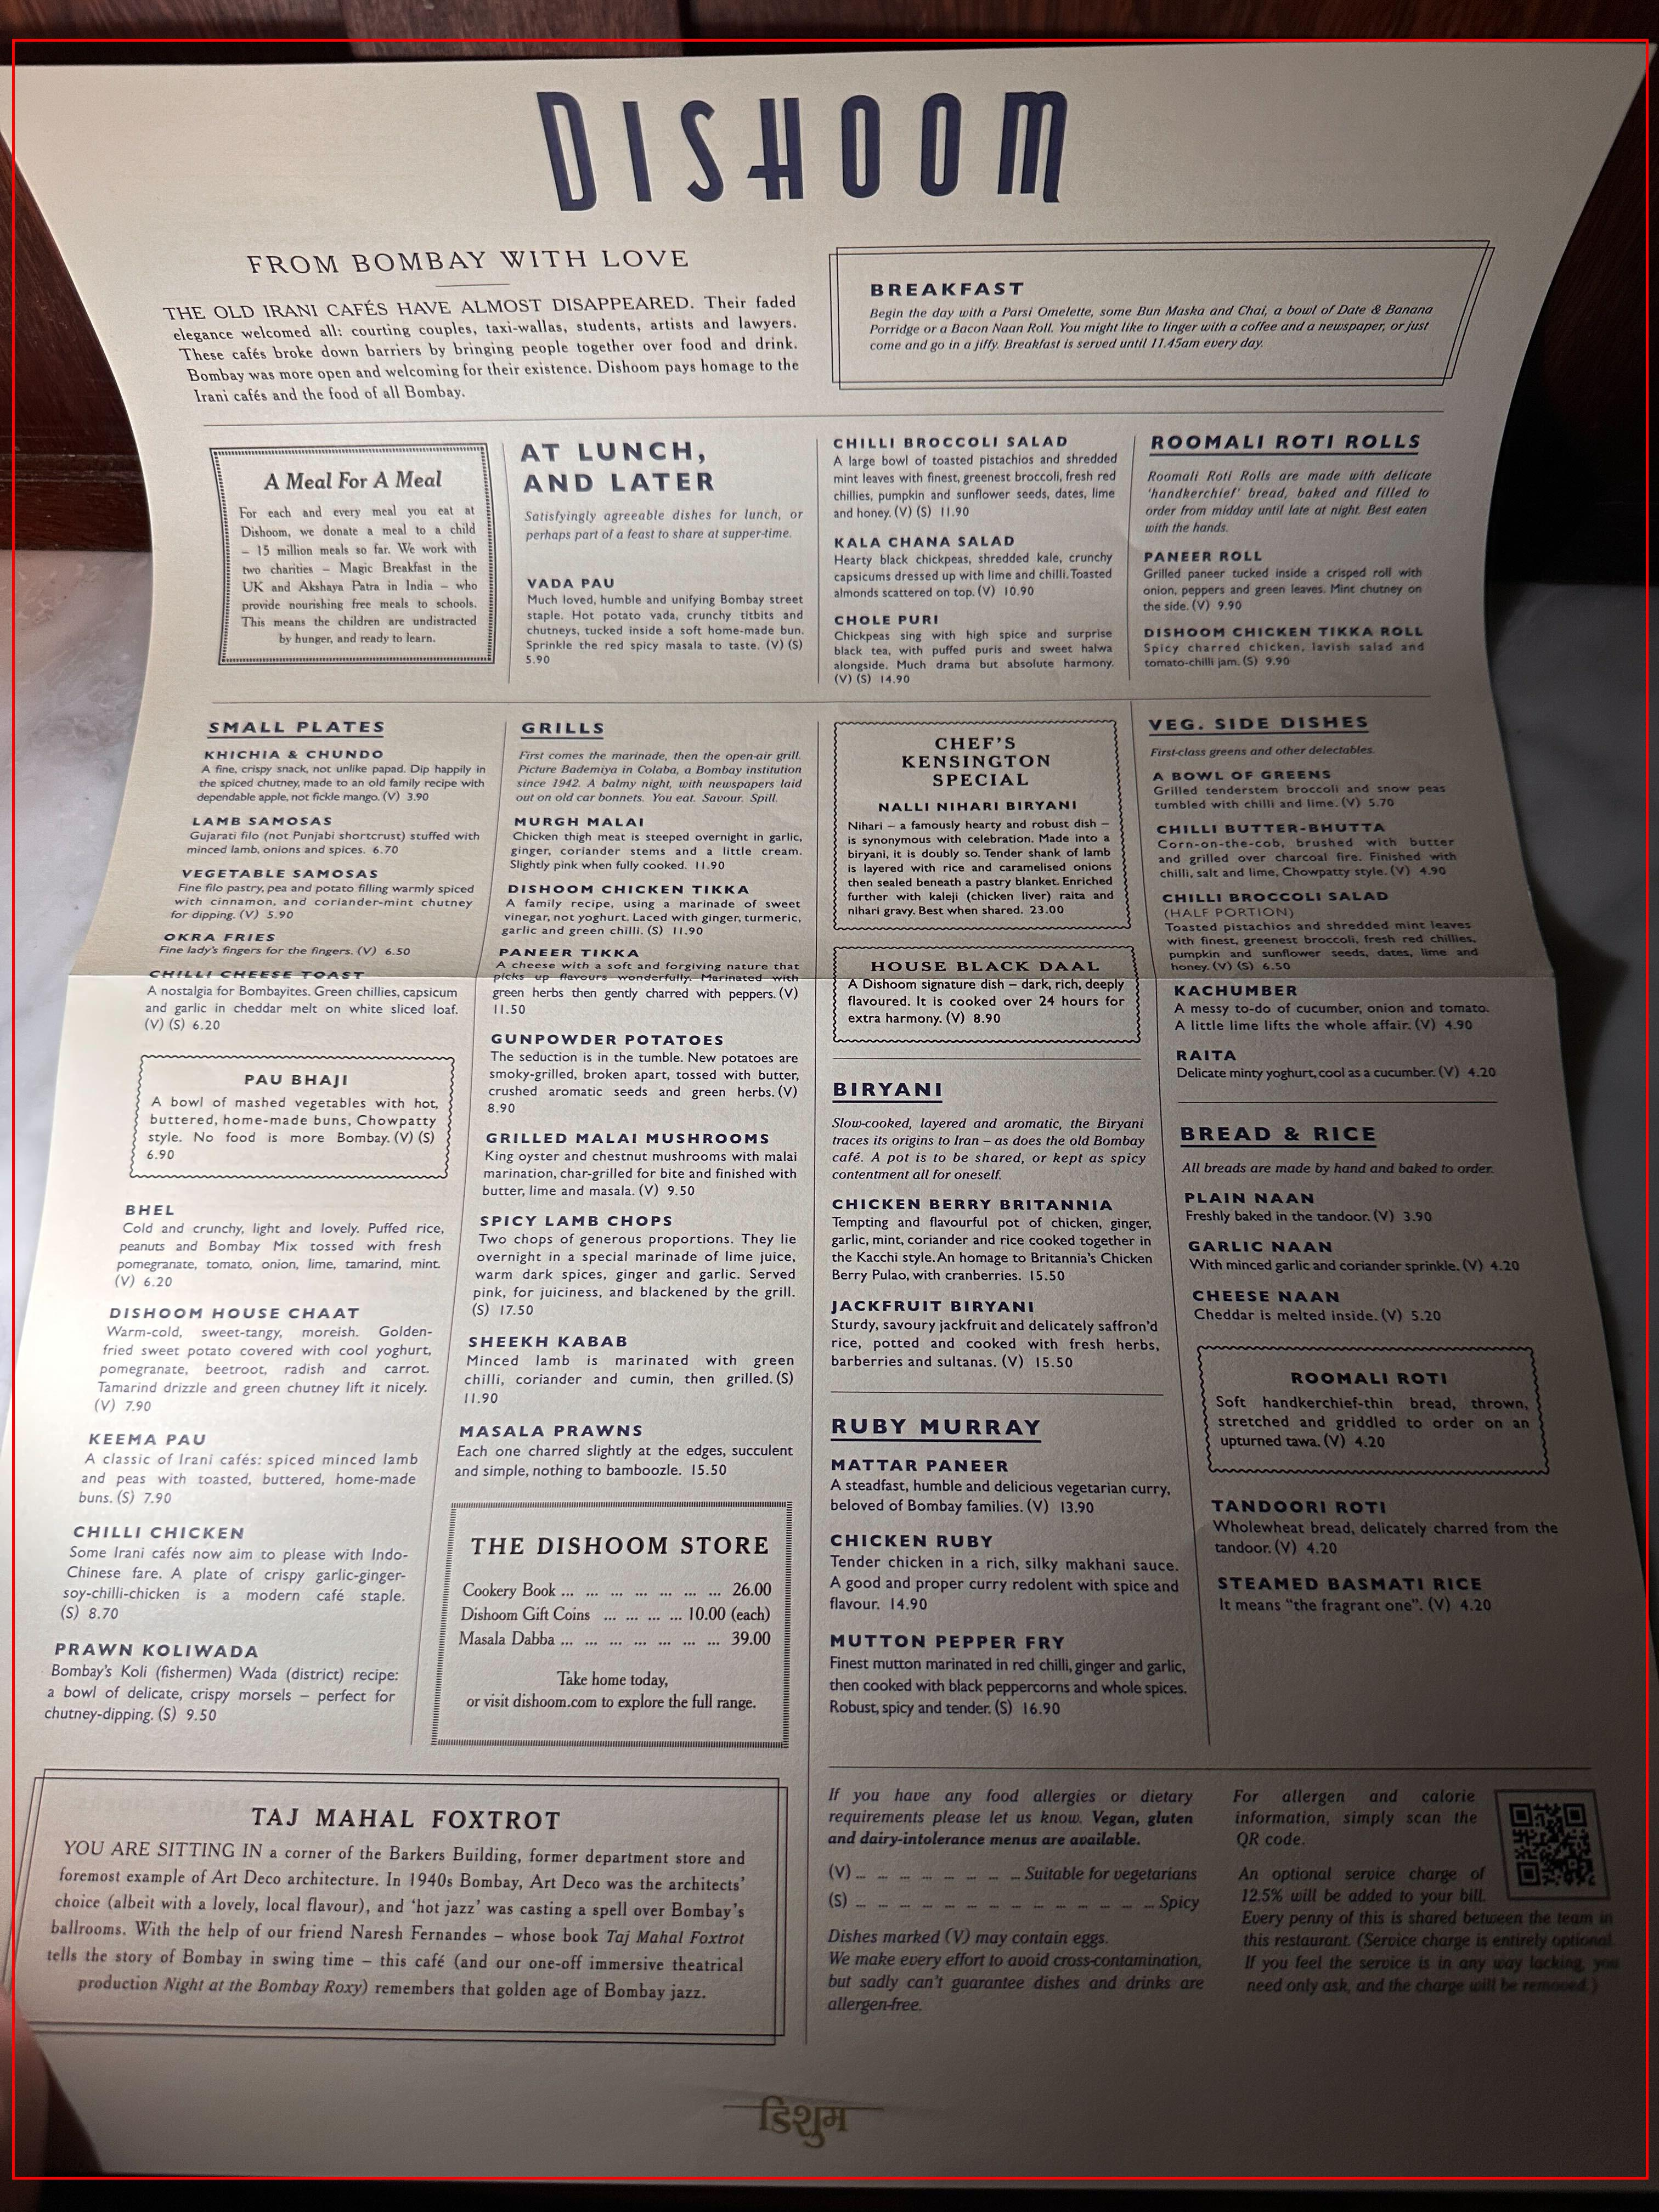 DISHOOM
FROM BOMBAY WITH LOVE
THE OLD IRANI CAFÉS HAVE ALMOST DISAPPEARED. Their faded
elegance welcomed all: courting couples, taxi-wallas, students, artists and lawyers.
These cafés broke down barriers by bringing people together over food and drink.
Bombay was more open and welcoming for their existence. Dishoom pays homage to the
Irani cafés and the food of all Bombay.
BREAKFAST
Begin the day with a Parsi Omelette, some Bun Maska and Chai, a bowl of Date & Banana
Porridge or a Bacon Naan Roll. You might like to linger with a coffee and a newspaper, or just
come and go in a jiffy. Breakfast is served until 11.45am every day.
A Meal For A Meal
For each and every meal you eat at
Dishoom, we donate a meal to a child
– 15 million meals so far. We work with
two charities – Magic Breakfast in the
UK and Akshaya Patra in India – who
provide nourishing free meals to schools.
This means the children are undistracted
by hunger, and ready to learn.
AT LUNCH,
AND LATER
Satisfyingly agreeable dishes for lunch, or
perhaps part of a feast to share at supper-time.
VADA PAU
Much loved, humble and unifying Bombay street
staple. Hot potato vada, crunchy titbits and
chutneys, tucked inside a soft home-made bun.
Sprinkle the red spicy masala to taste. (V) (S)
5.90
CHILLI BROCCOLI SALAD
A large bowl of toasted pistachios and shredded
mint leaves with finest, greenest broccoli, fresh red
chillies, pumpkin and sunflower seeds, dates, lime
and honey. (V) (S) 11.90
KALA CHANA SALAD
Hearty black chickpeas, shredded kale, crunchy
capsicums dressed up with lime and chilli. Toasted
almonds scattered on top. (V) 10.90
CHOLE PURI
Chickpeas sing with high spice and surprise
black tea, with puffed puris and sweet halwa
alongside. Much drama but absolute harmony.
(V) (S) 14.90
ROOMALI ROTI ROLLS
Roomali Roti Rolls are made with delicate
'handkerchief' bread, baked and filled to
order from midday until late at night. Best eaten
with the hands.
PANEER ROLL
Grilled paneer tucked inside a crisped roll with
onion, peppers and green leaves. Mint chutney on
the side. (V) 9.90
DISHOOM CHICKEN TIKKA ROLL
Spicy charred chicken, lavish salad and
tomato-chilli jam. (S) 9.90
SMALL PLATES
KHICHIA & CHUNDO
A fine, crispy snack, not unlike papad. Dip happily in
the spiced chutney, made to an old family recipe with
dependable apple, not fickle mango. (V) 3.90
LAMB SAMOSAS
Gujarati filo (not Punjabi shortcrust) stuffed with
minced lamb, onions and spices. 6.70
VEGETABLE SAMOSAS
Fine filo pastry, pea and potato filling warmly spiced
with cinnamon, and coriander-mint chutney
for dipping. (V) 5.90
OKRA FRIES
Fine lady's fingers for the fingers. (V) 6.50
CHILLI CHEESE TOAST
A nostalgia for Bombayites. Green chillies, capsicum
and garlic in cheddar melt on white sliced loaf.
(V) (S) 6.20
PAU BHAJI
A bowl of mashed vegetables with hot,
buttered, home-made buns, Chowpatty
style. No food is more Bombay. (V) (S)
6.90
BHEL
Cold and crunchy, light and lovely. Puffed rice,
peanuts and Bombay Mix tossed with fresh
pomegranate, tomato, onion, lime, tamarind, mint.
(V) 6.20
DISHOOM HOUSE CHAAT
Warm-cold, sweet-tangy, moreish. Golden-
fried sweet potato covered with cool yoghurt,
pomegranate, beetroot, radish and carrot.
Tamarind drizzle and green chutney lift it nicely.
(V) 7.90
KEEMA PAU
A classic of Irani cafés: spiced minced lamb
and peas with toasted, buttered, home-made
buns. (S) 7.90
CHILLI CHICKEN
Some Irani cafés now aim to please with Indo-
Chinese fare. A plate of crispy garlic-ginger-
soy-chilli-chicken is a modern café staple.
(S) 8.70
PRAWN KOLIWADA
Bombay's Koli (fishermen) Wada (district) recipe:
a bowl of delicate, crispy morsels – perfect for
chutney-dipping. (S) 9.50
GRILLS
First comes the marinade, then the open-air grill.
Picture Bademiya in Colaba, a Bombay institution
since 1942. A balmy night, with newspapers laid
out on old car bonnets. You eat. Savour. Spill.
MURGH MALAI
Chicken thigh meat is steeped overnight in garlic,
ginger, coriander stems and a little cream.
Slightly pink when fully cooked. 11.90
DISHOOM CHICKEN TIKKA
A family recipe, using a marinade of sweet
vinegar, not yoghurt. Laced with ginger, turmeric,
garlic and green chilli. (S) 11.90
PANEER TIKKA
A cheese with a soft and forgiving nature that
picks up flavours wonderfully. Marinated with
green herbs then gently charred with peppers. (V)
11.50
GUNPOWDER POTATOES
The seduction is in the tumble. New potatoes are
smoky-grilled, broken apart, tossed with butter,
crushed aromatic seeds and green herbs. (V)
8.90
GRILLED MALAI MUSHROOMS
King oyster and chestnut mushrooms with malai
marination, char-grilled for bite and finished with
butter, lime and masala. (V) 9.50
SPICY LAMB CHOPS
Two chops of generous proportions. They lie
overnight in a special marinade of lime juice,
warm dark spices, ginger and garlic. Served
pink, for juiciness, and blackened by the grill.
(S) 17.50
SHEEKH KABAB
Minced lamb is marinated with green
chilli, coriander and cumin, then grilled. (S)
11.90
MASALA PRAWNS
Each one charred slightly at the edges, succulent
and simple, nothing to bamboozle. 15.50
THE DISHOOM STORE
Cookery Book ... ... ... ... ... ... ... 26.00
Dishoom Gift Coins ... ... ... ... 10.00 (each)
Masala Dabba ... ... ... ... ... ... ... 39.00
Take home today,
or visit dishoom.com to explore the full range.
CHEF'S
KENSINGTON
SPECIAL
NALLI NIHARI BIRYANI
Nihari – a famously hearty and robust dish –
is synonymous with celebration. Made into a
biryani, it is doubly so. Tender shank of lamb
is layered with rice and caramelised onions
then sealed beneath a pastry blanket. Enriched
further with kaleji (chicken liver) raita and
nihari gravy. Best when shared. 23.00
HOUSE BLACK DAAL
A Dishoom signature dish – dark, rich, deeply
flavoured. It is cooked over 24 hours for
extra harmony. (V) 8.90
BIRYANI
Slow-cooked, layered and aromatic, the Biryani
traces its origins to Iran – as does the old Bombay
café. A pot is to be shared, or kept as spicy
contentment all for oneself.
CHICKEN BERRY BRITANNIA
Tempting and flavourful pot of chicken, ginger,
garlic, mint, coriander and rice cooked together in
the Kacchi style. An homage to Britannia's Chicken
Berry Pulao, with cranberries. 15.50
JACKFRUIT BIRYANI
Sturdy, savoury jackfruit and delicately saffron'd
rice, potted and cooked with fresh herbs,
barberries and sultanas. (V) 15.50
RUBY MURRAY
MATTAR PANEER
A steadfast, humble and delicious vegetarian curry,
beloved of Bombay families. (V) 13.90
CHICKEN RUBY
Tender chicken in a rich, silky makhani sauce.
A good and proper curry redolent with spice and
flavour. 14.90
MUTTON PEPPER FRY
Finest mutton marinated in red chilli, ginger and garlic,
then cooked with black peppercorns and whole spices.
Robust, spicy and tender. (S) 16.90
VEG. SIDE DISHES
First-class greens and other delectables.
A BOWL OF GREENS
Grilled tenderstem broccoli and snow peas
tumbled with chilli and lime. (V) 5.70
CHILLI BUTTER-BHUTTA
Corn-on-the-cob, brushed with butter
and grilled over charcoal fire. Finished with
chilli, salt and lime, Chowpatty style. (V) 4.90
CHILLI BROCCOLI SALAD
(HALF PORTION)
Toasted pistachios and shredded mint leaves
with finest, greenest broccoli, fresh red chillies,
pumpkin and sunflower seeds, dates, lime and
honey. (V) (S) 6.50
KACHUMBER
A messy to-do of cucumber, onion and tomato.
A little lime lifts the whole affair. (V) 4.90
RAITA
Delicate minty yoghurt, cool as a cucumber. (V) 4.20
BREAD & RICE
All breads are made by hand and baked to order.
PLAIN NAAN
Freshly baked in the tandoor. (V) 3.90
GARLIC NAAN
With minced garlic and coriander sprinkle. (V) 4.20
CHEESE NAAN
Cheddar is melted inside. (V) 5.20
ROOMALI ROTI
Soft handkerchief-thin bread, thrown,
stretched and griddled to order on an
upturned tawa. (V) 4.20
TANDOORI ROTI
Wholewheat bread, delicately charred from the
tandoor. (V) 4.20
STEAMED BASMATI RICE
It means "the fragrant one". (V) 4.20
TAJ MAHAL FOXTROT
YOU ARE SITTING IN a corner of the Barkers Building, former department store and
foremost example of Art Deco architecture. In 1940s Bombay, Art Deco was the architects'
choice (albeit with a lovely, local flavour), and 'hot jazz' was casting a spell over Bombay's
ballrooms. With the help of our friend Naresh Fernandes – whose book Taj Mahal Foxtrot
tells the story of Bombay in swing time – this café (and our one-off immersive theatrical
production Night at the Bombay Roxy) remembers that golden age of Bombay jazz.
If you have any food allergies or dietary
requirements please let us know. Vegan, gluten
and dairy-intolerance menus are available.
(V) ... ... ... ... ... ... ... Suitable for vegetarians
(S) ... ... ... ... ... ... ... ... ... ... ... ... Spicy
Dishes marked (V) may contain eggs.
We make every effort to avoid cross-contamination,
but sadly can't guarantee dishes and drinks are
allergen-free.
For allergen and calorie
information, simply scan the
QR code.
An optional service charge of
12.5% will be added to your bill.
Every penny of this is shared between the team in
this restaurant. (Service charge is entirely optional.
If you feel the service is in any way lacking, you
need only ask, and the charge will be removed.)
डिशुम